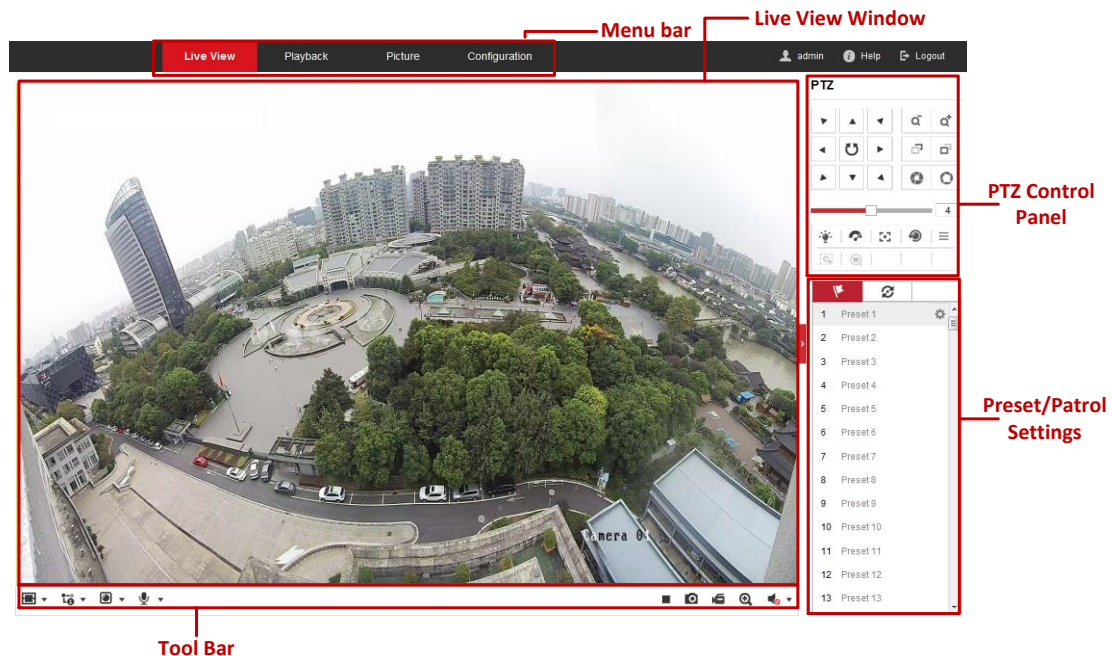 Live View Window
Menu bar
Live View Playback Picture Configuration admin Help Logout
PTZ
4
PTZ Control
Panel
1 Preset 1
2 Preset 2
3 Preset 3
4 Preset 4
5 Preset 5
6 Preset 6
7 Preset 7
8 Preset 8
9 Preset 9
10 Preset 10
11 Preset 11
12 Preset 12
13 Preset 13
Preset/Patrol
Settings
Camera 0
Tool Bar